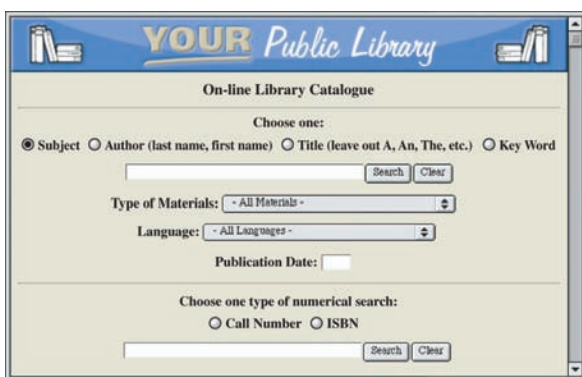 YOUR Public Library
On-line Library Catalogue
Choose one:
Subject Author (last name, first name) Title (leave out A, An, The, etc.) Key Word
Search Clear
Type of Materials: - All Materials -
Language: - All Languages -
Publication Date:
Choose one type of numerical search:
Call Number ISBN
Search Clear